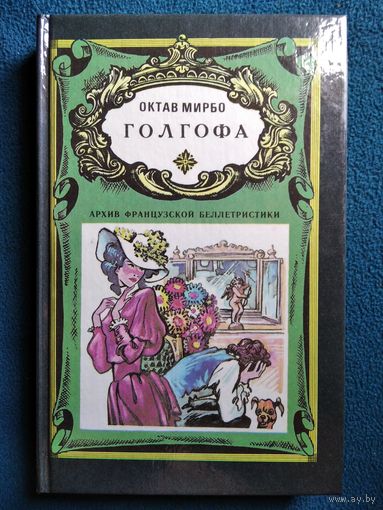 ОКТАВ МИРБО
ГОЛГОФА
АРХИВ ФРАНЦУЗСКОЙ БЕЛЛЕТРИСТИКИ
www.ay.by